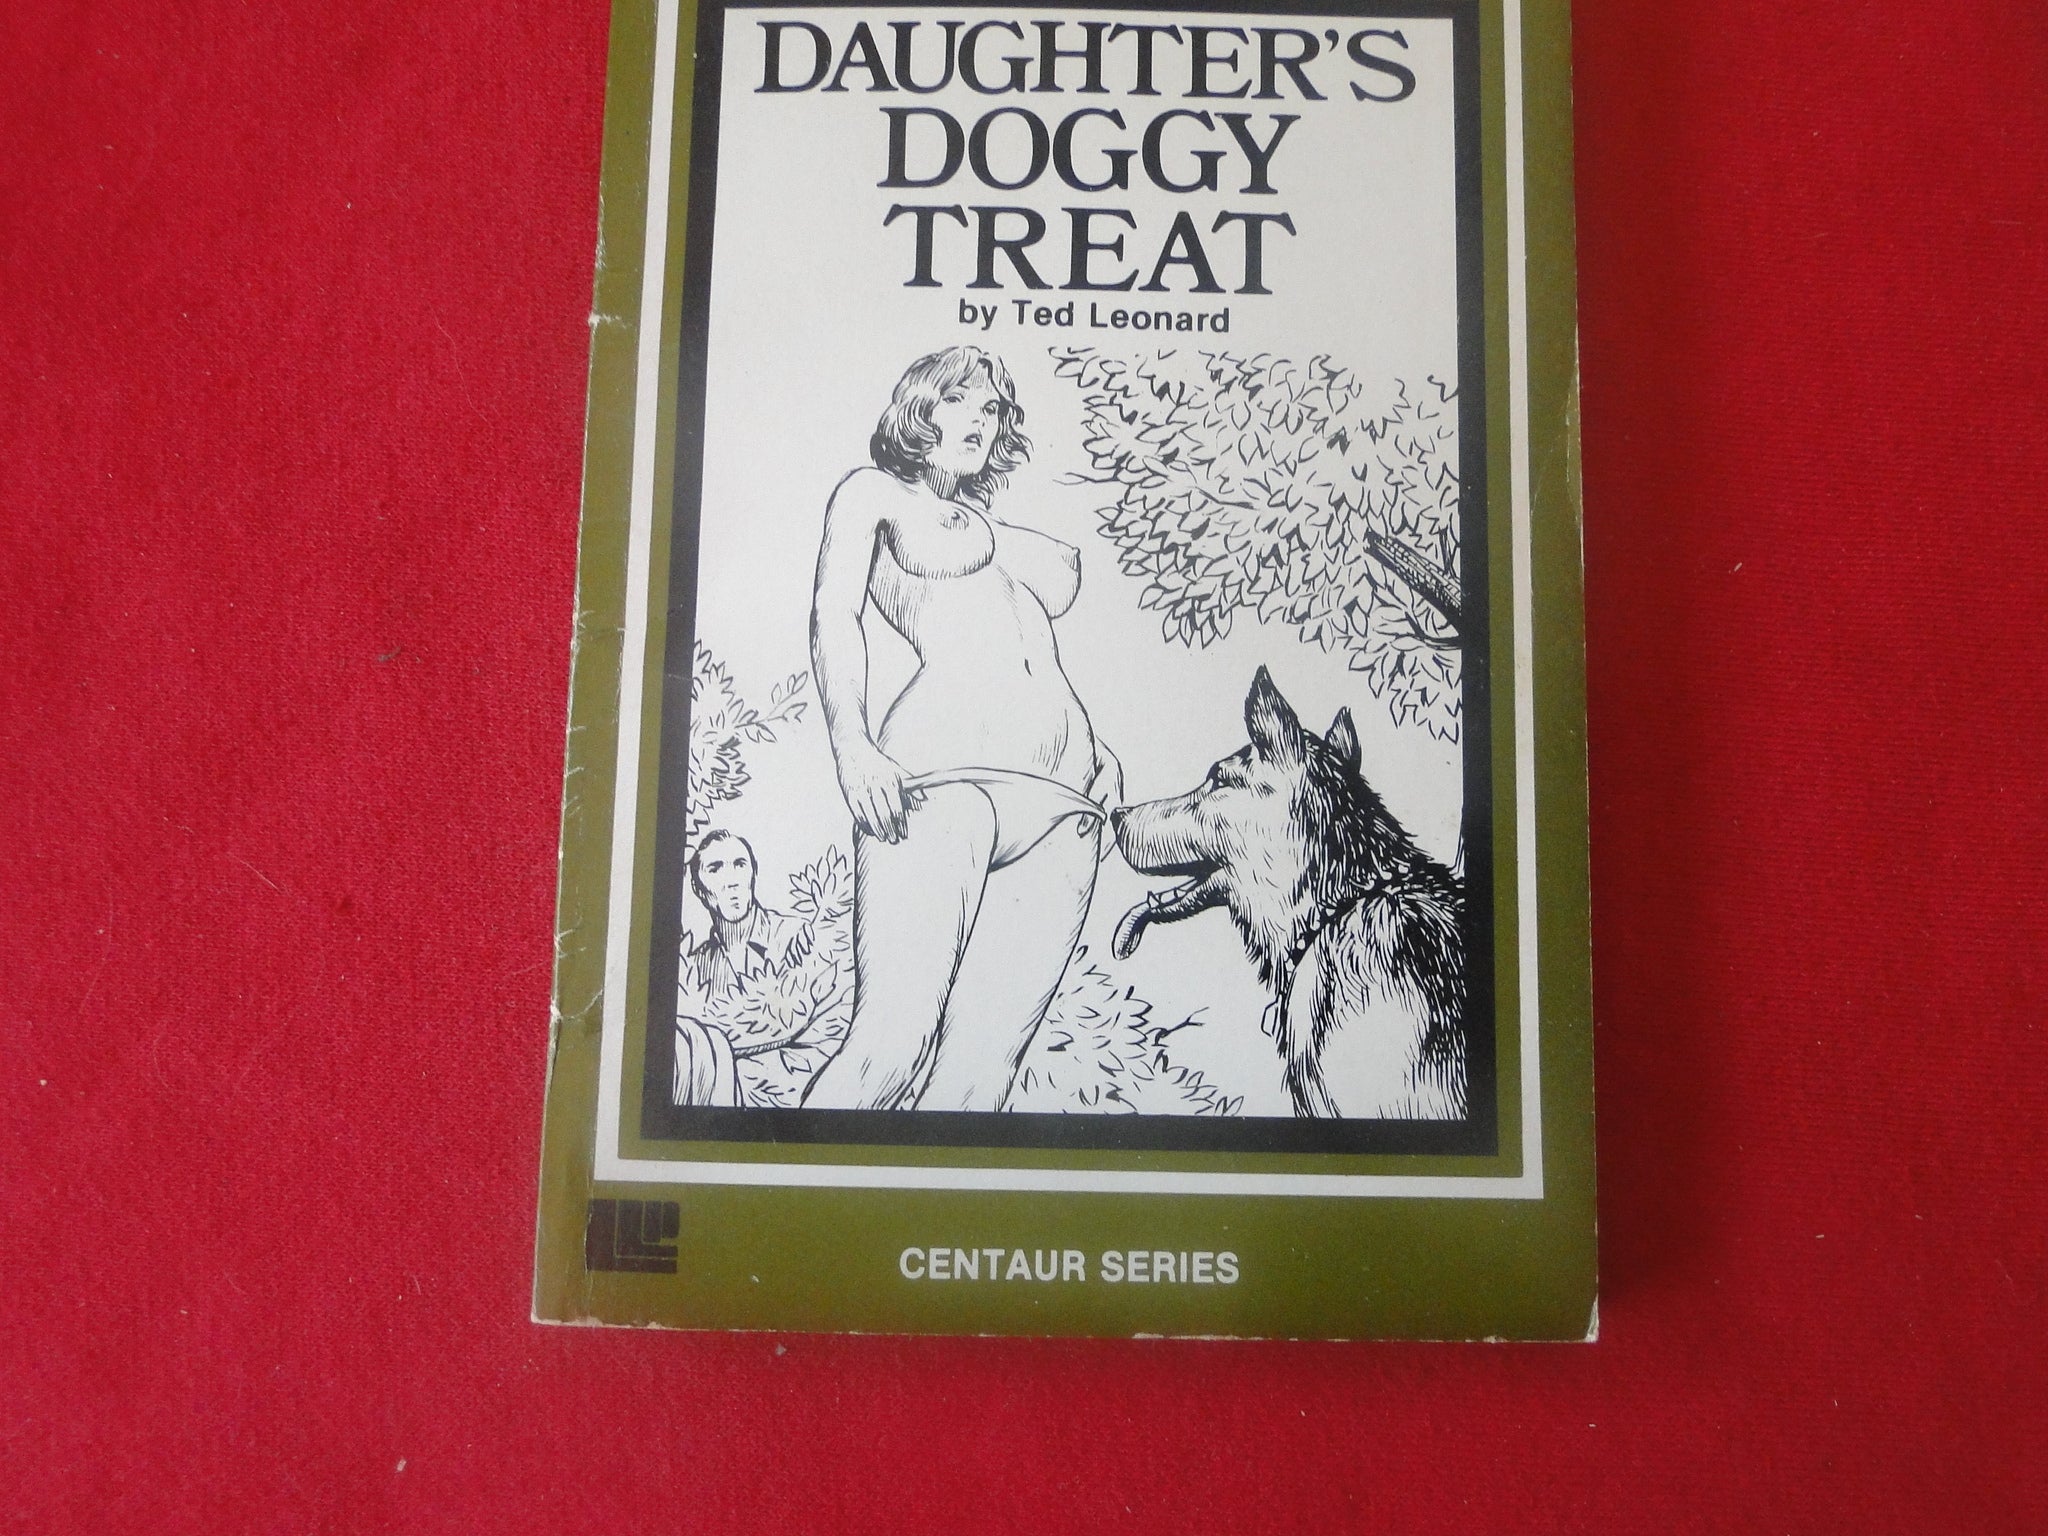 DAUGHTER'S
DOGGY
TREAT
by Ted Leonard
CENTAUR SERIES